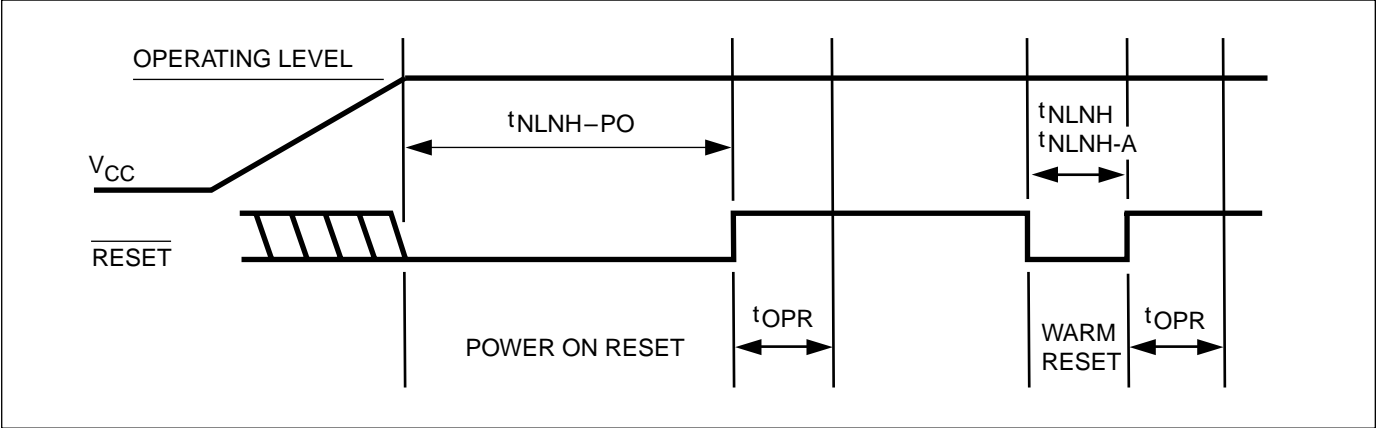 OPERATING LEVEL
tNLNH–PO
tNLNH
tNLNH-A
VCC
RESET
tOPR
POWER ON RESET
WARM
RESET
tOPR